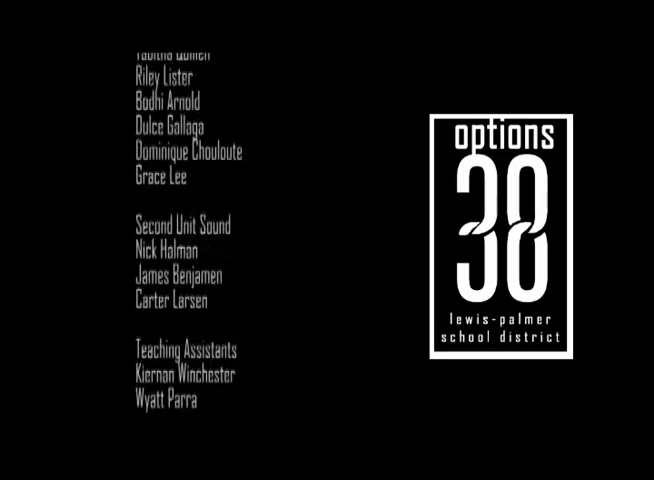 Riley Lister
Bodhi Arnold
Dulce Gallaga
Dominique Chouloute
Grace Lee
Second Unit Sound
Nick Halman
James Benjamen
Carter Larsen
Teaching Assistants
Kiernan Winchester
Wyatt Parra
options
38
lewis-palmer
school district